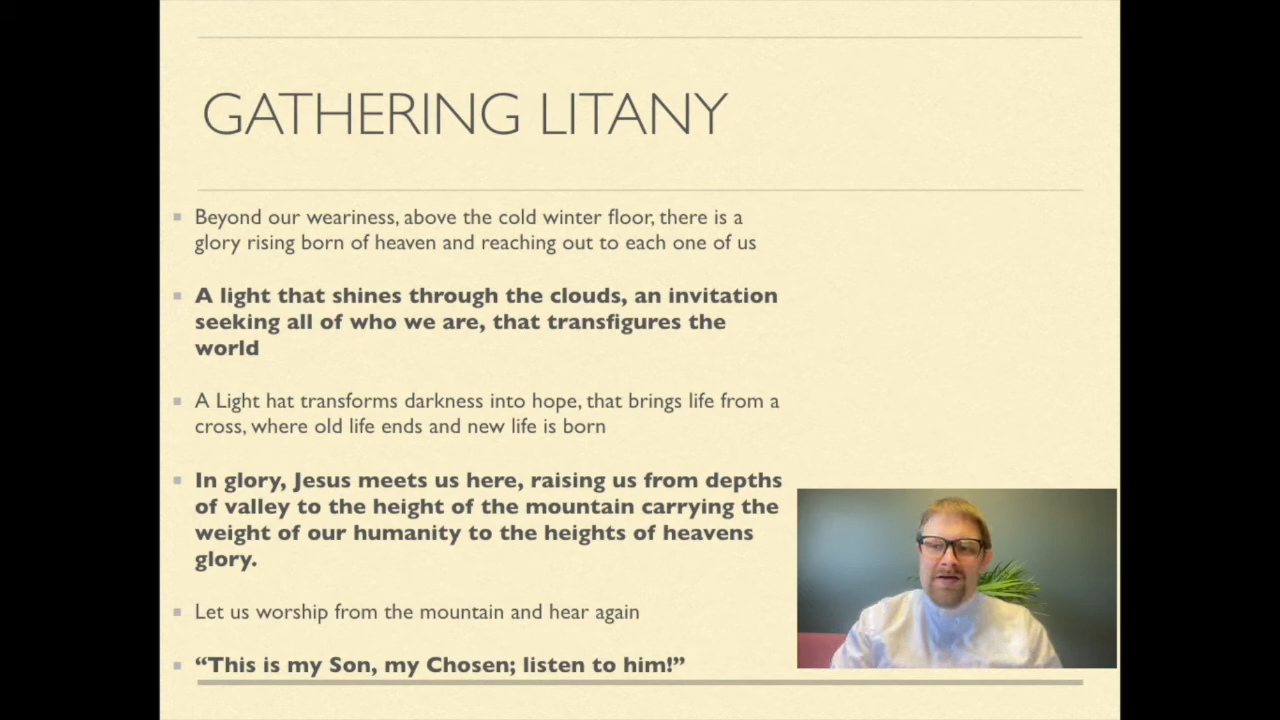 GATHERING LITANY
Beyond our weariness, above the cold winter floor, there is a
glory rising born of heaven and reaching out to each one of us
A light that shines through the clouds, an invitation
seeking all of who we are, that transfigures the
world
A Light hat transforms darkness into hope, that brings life from a
cross, where old life ends and new life is born
In glory, Jesus meets us here, raising us from depths
of valley to the height of the mountain carrying the
weight of our humanity to the heights of heavens
glory.
Let us worship from the mountain and hear again
“This is my Son, my Chosen; listen to him!”